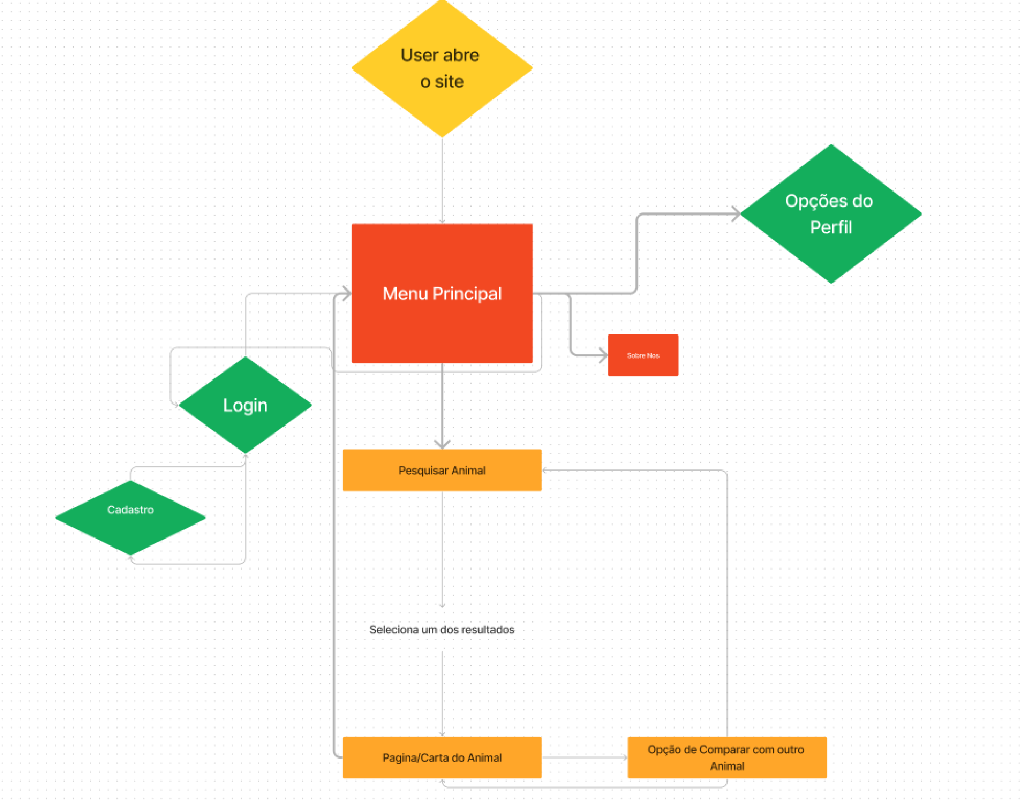 User abre
o site
Opções do
Perfil
Menu Principal
Sobre Nos
Login
Pesquisar Animal
Cadastro
Seleciona um dos resultados
Pagina/Carta do Animal
Opção de Comparar com outro
Animal